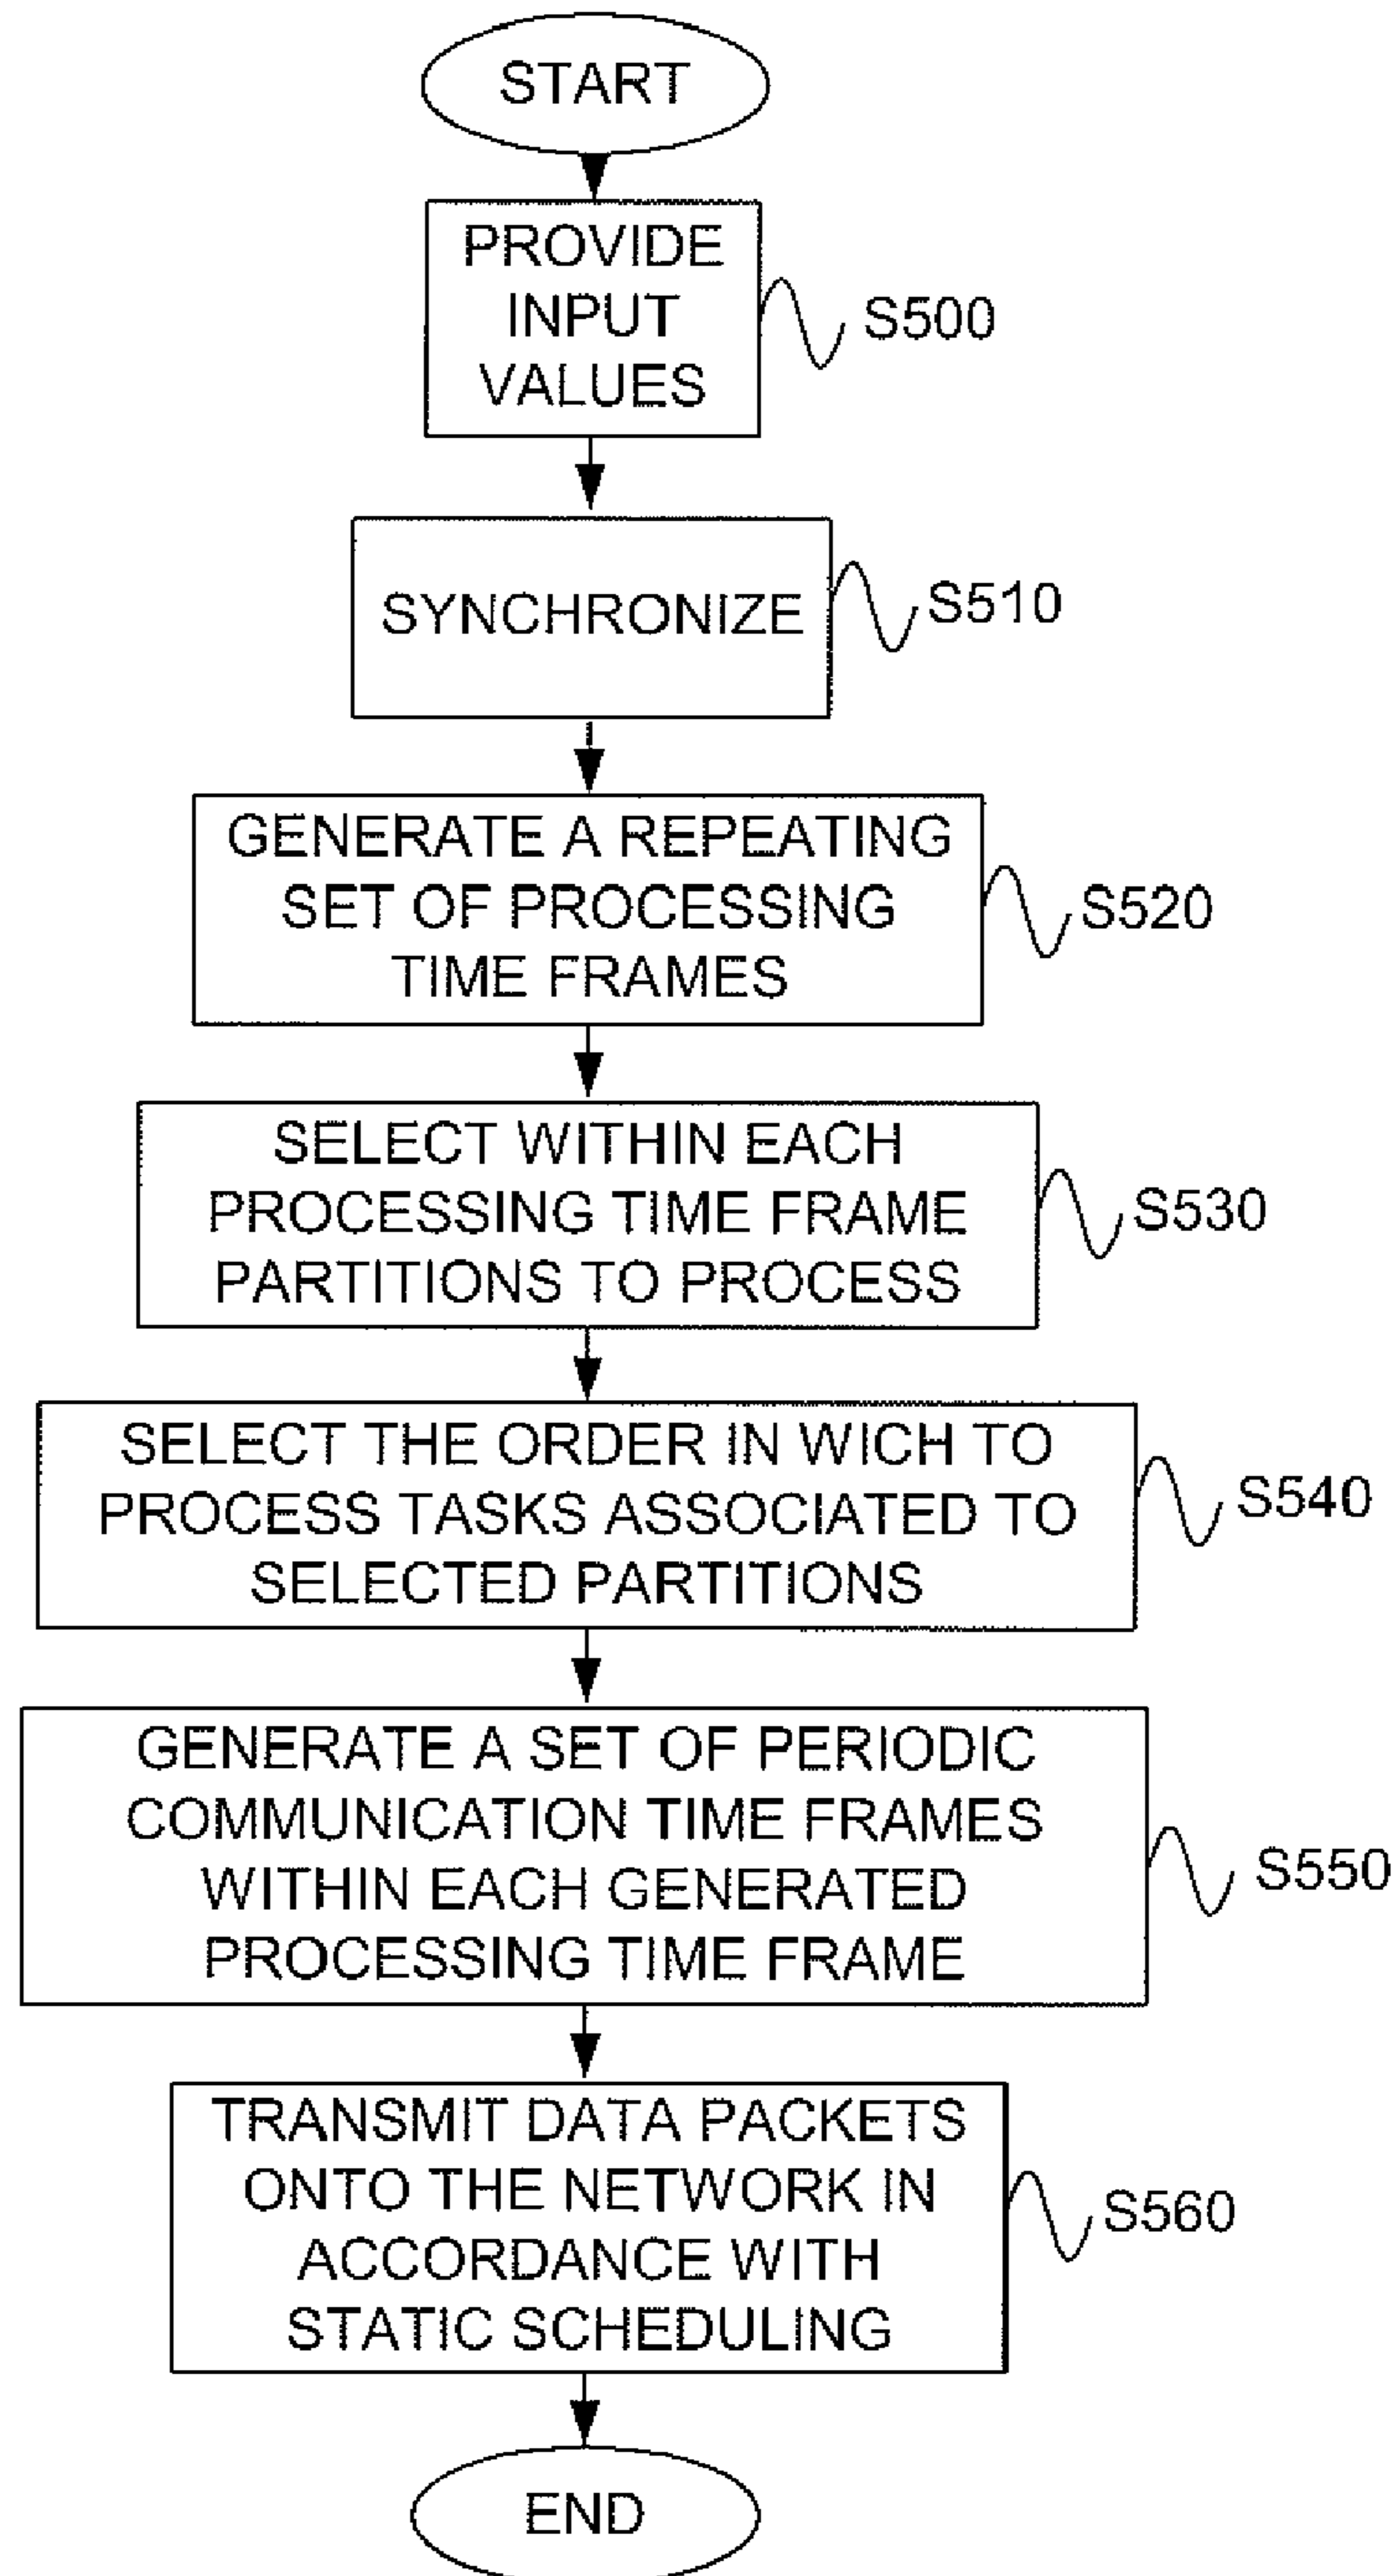 START
PROVIDE
INPUT
VALUES
S500
SYNCHRONIZE
S510
GENERATE A REPEATING
SET OF PROCESSING
TIME FRAMES
S520
SELECT WITHIN EACH
PROCESSING TIME FRAME
PARTITIONS TO PROCESS
S530
SELECT THE ORDER IN WICH TO
PROCESS TASKS ASSOCIATED TO
SELECTED PARTITIONS
S540
GENERATE A SET OF PERIODIC
COMMUNICATION TIME FRAMES
WITHIN EACH GENERATED
PROCESSING TIME FRAME
S550
TRANSMIT DATA PACKETS
ONTO THE NETWORK IN
ACCORDANCE WITH
STATIC SCHEDULING
S560
END